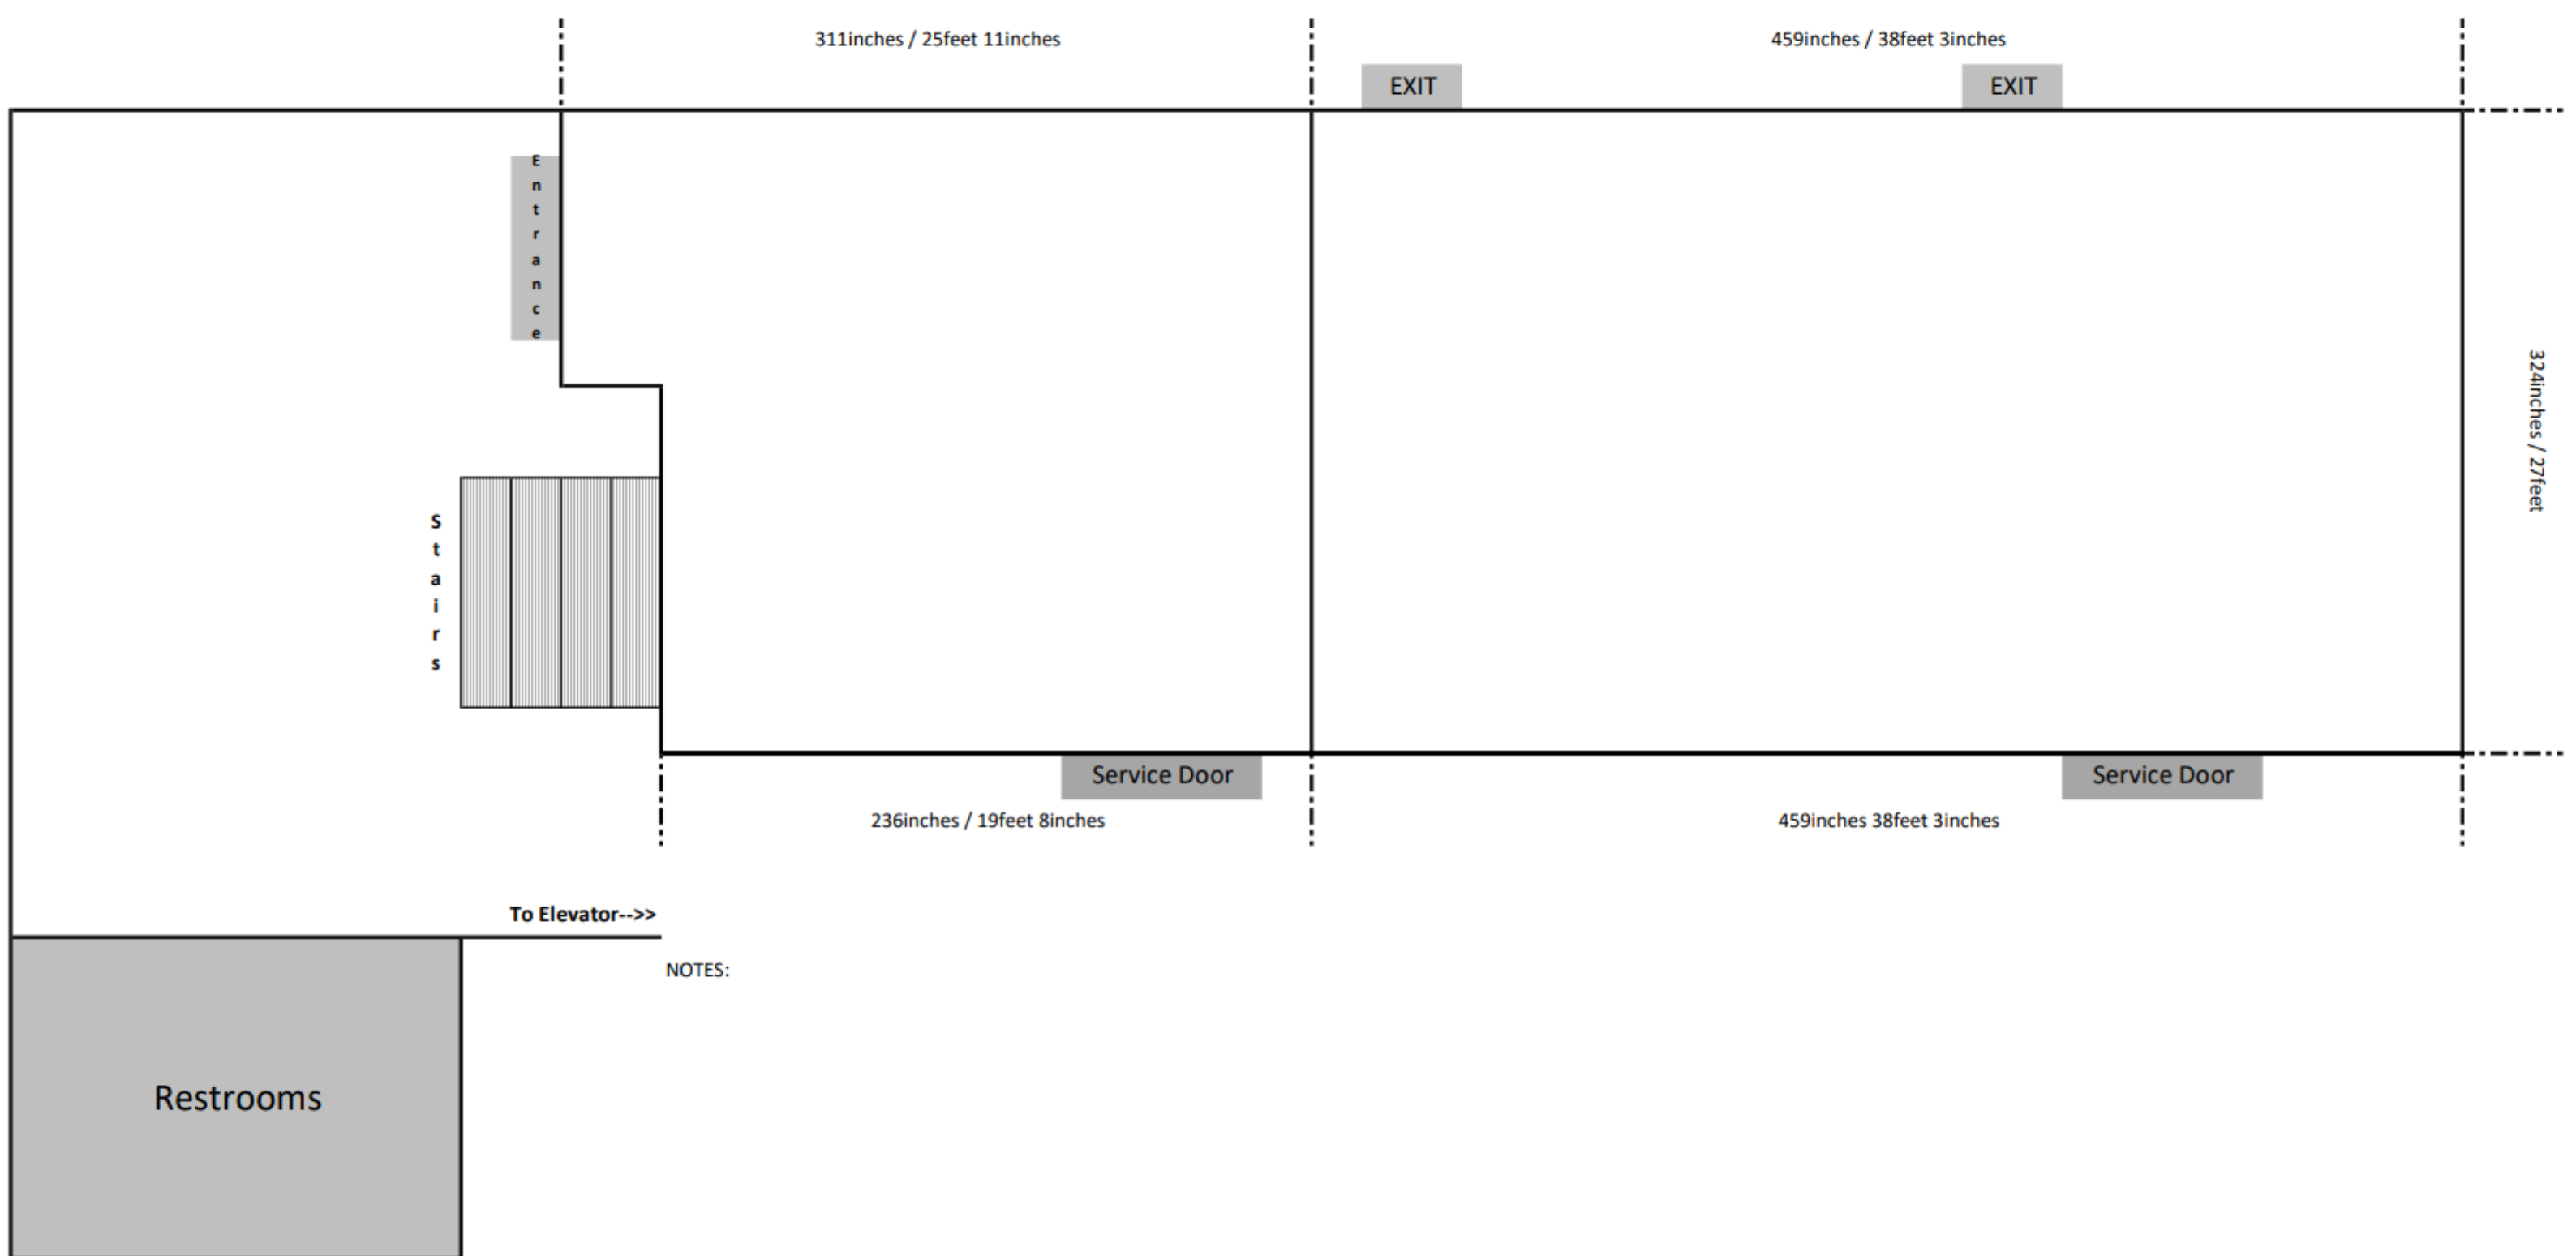 311inches / 25feet 11inches
459inches / 38feet 3inches
EXIT
EXIT
Entrance
324inches / 27feet
Stairs
Service Door
Service Door
236inches / 19feet 8inches
459inches 38feet 3inches
To Elevator-->>
NOTES:
Restrooms